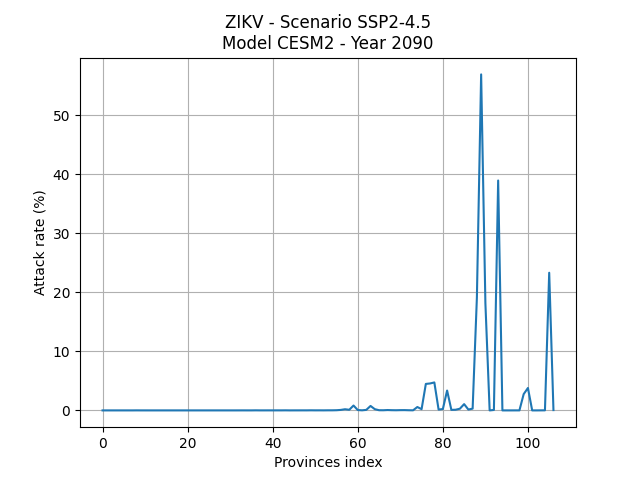 ZIKV - Scenario SSP2-4.5
Model CESM2 - Year 2090
Attack rate (%)
50
40
30
20
10
0
0 20 40 60 80 100
Provinces index